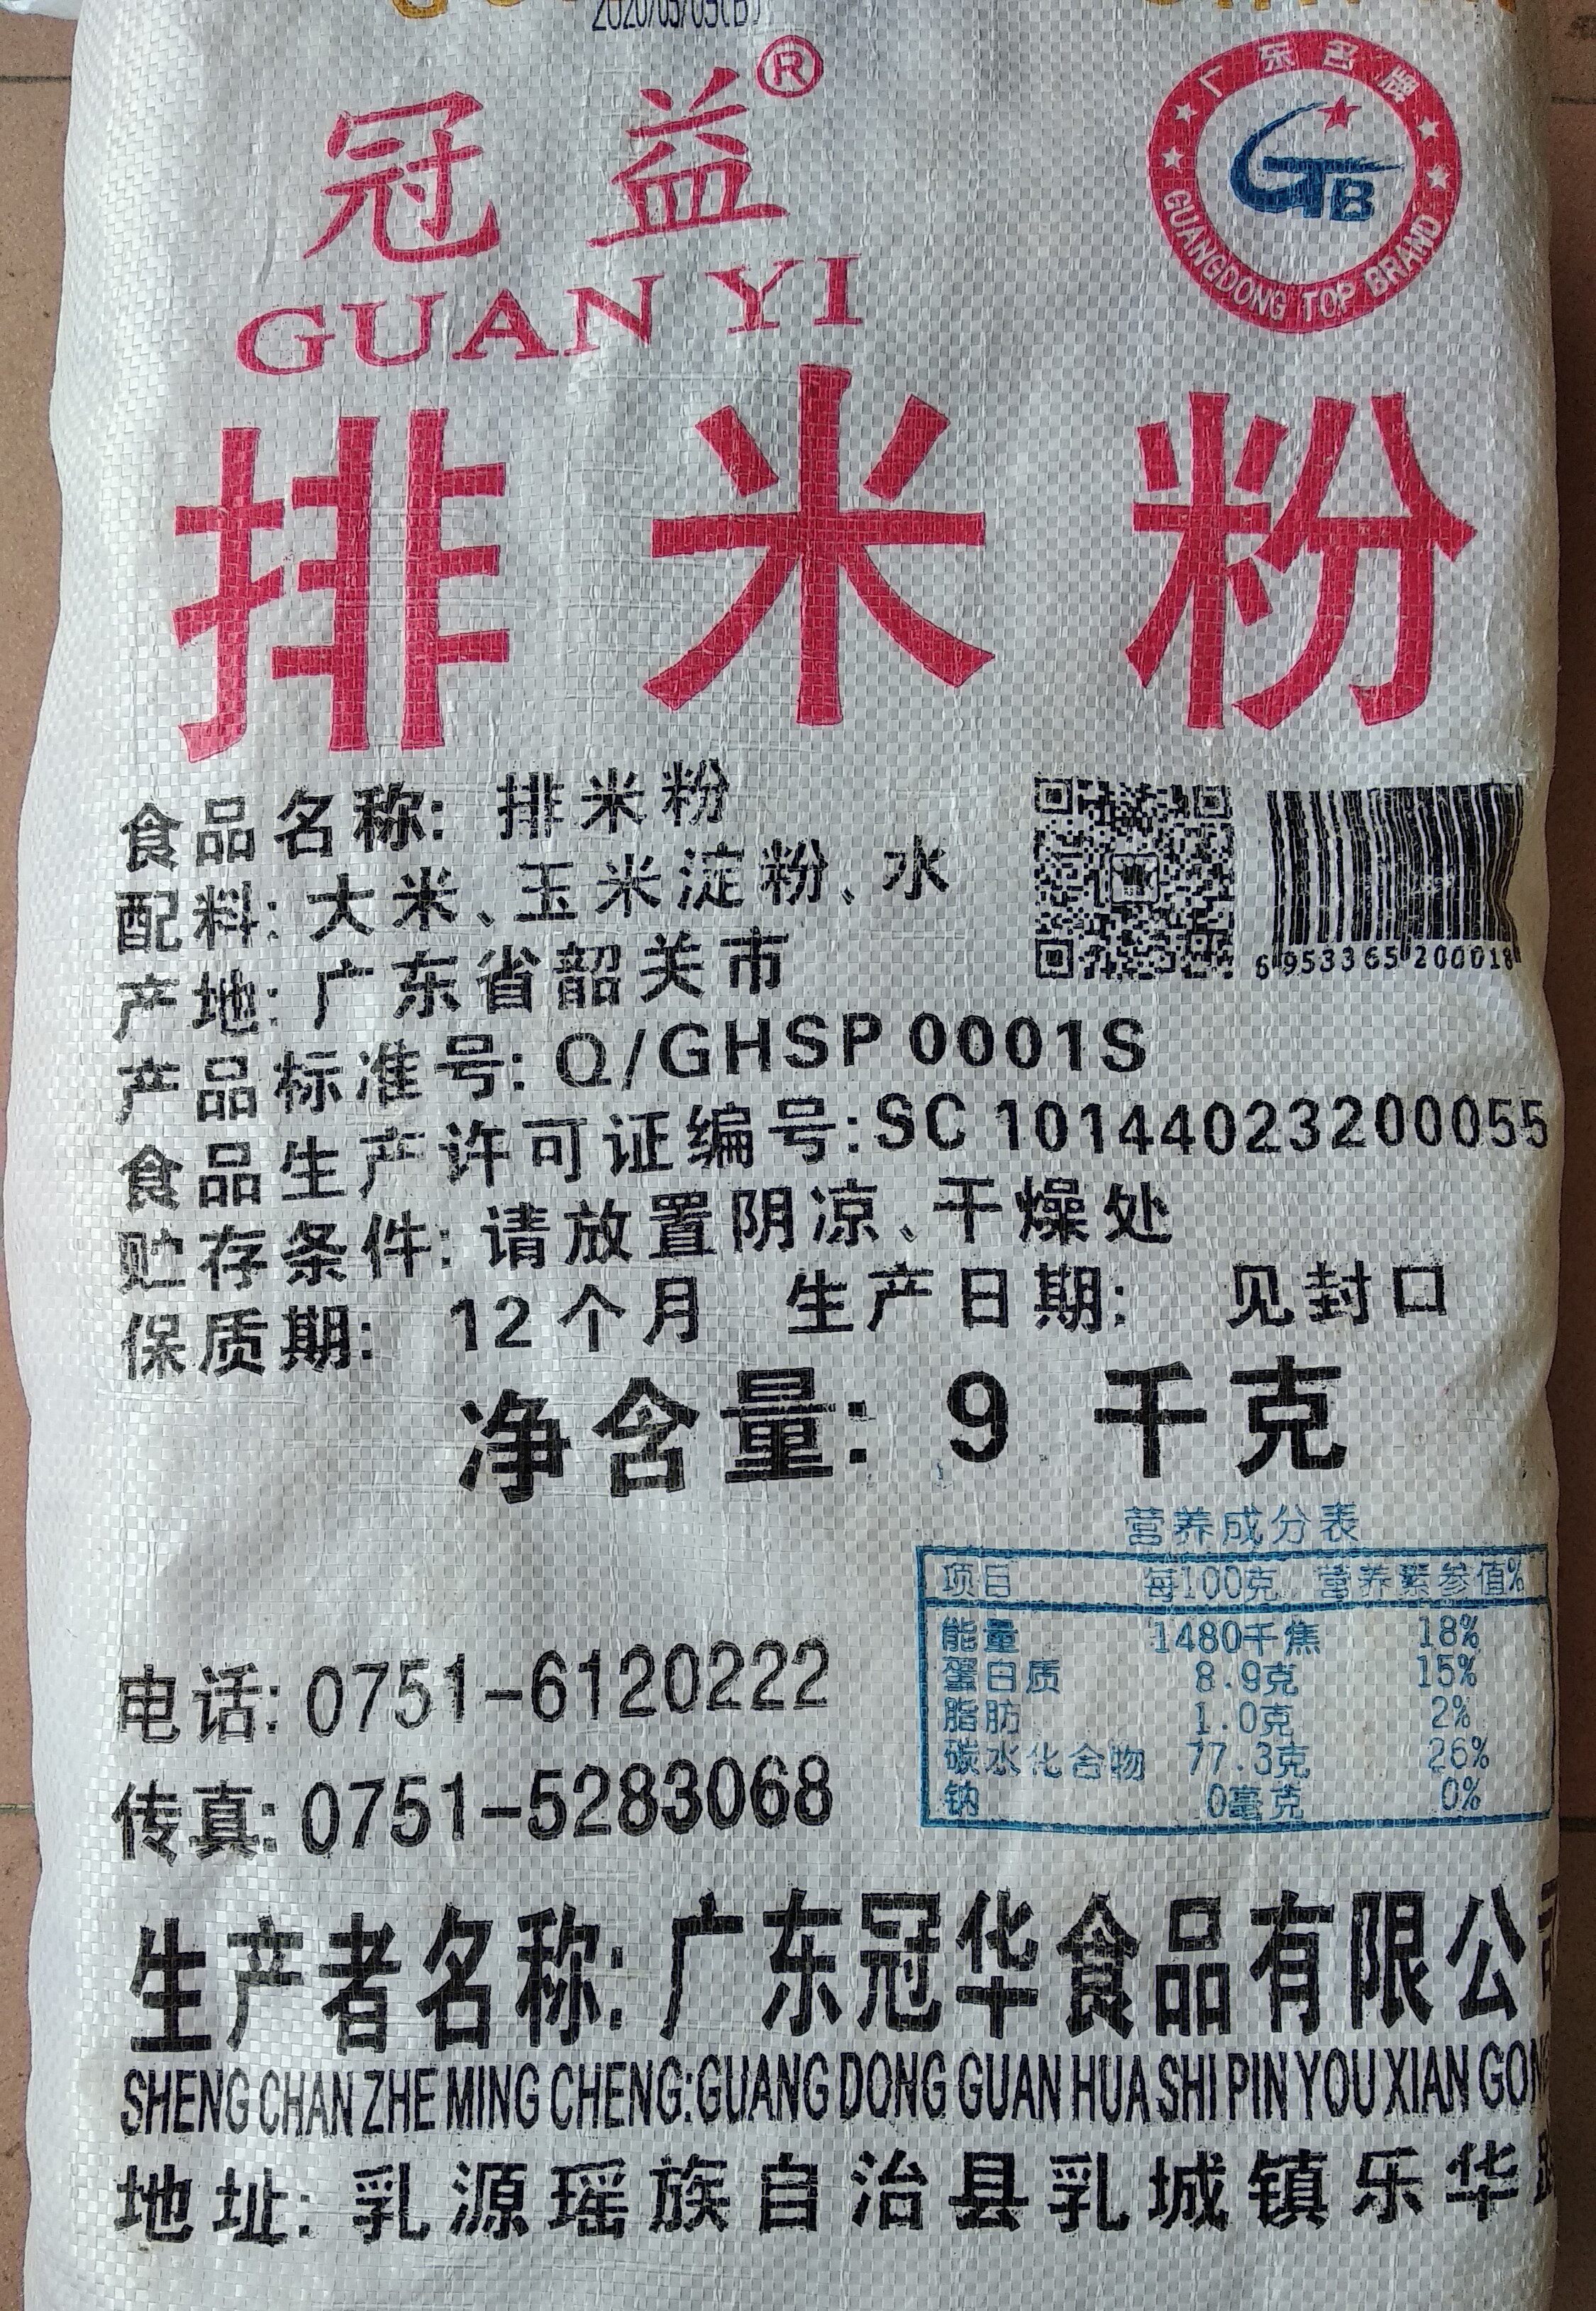 2020/05/05(B)
冠益®
GUAN YI
广东名牌
GTB
GUANGDONG TOP BRAND
排米粉
食品名称: 排米粉
配料: 大米、玉米淀粉、水
6 953365 200018
产地: 广东省韶关市
产品标准号: Q/GHSP 0001S
食品生产许可证编号: SC 10144023200055
贮存条件: 请放置阴凉、干燥处
保质期: 12个月 生产日期: 见封口
净含量: 9 千克
营养成分表
项目 每100克 营养素参值%
能量 1480千焦 18%
蛋白质 8.9克 15%
脂肪 1.0克 2%
碳水化合物 77.3克 26%
钠 0毫克 0%
电话: 0751-6120222
传真: 0751-5283068
生产者名称: 广东冠华食品有限公司
SHENG CHAN ZHE MING CHENG:GUANG DONG GUAN HUA SHI PIN YOU XIAN GON
地址: 乳源瑶族自治县乳城镇乐华